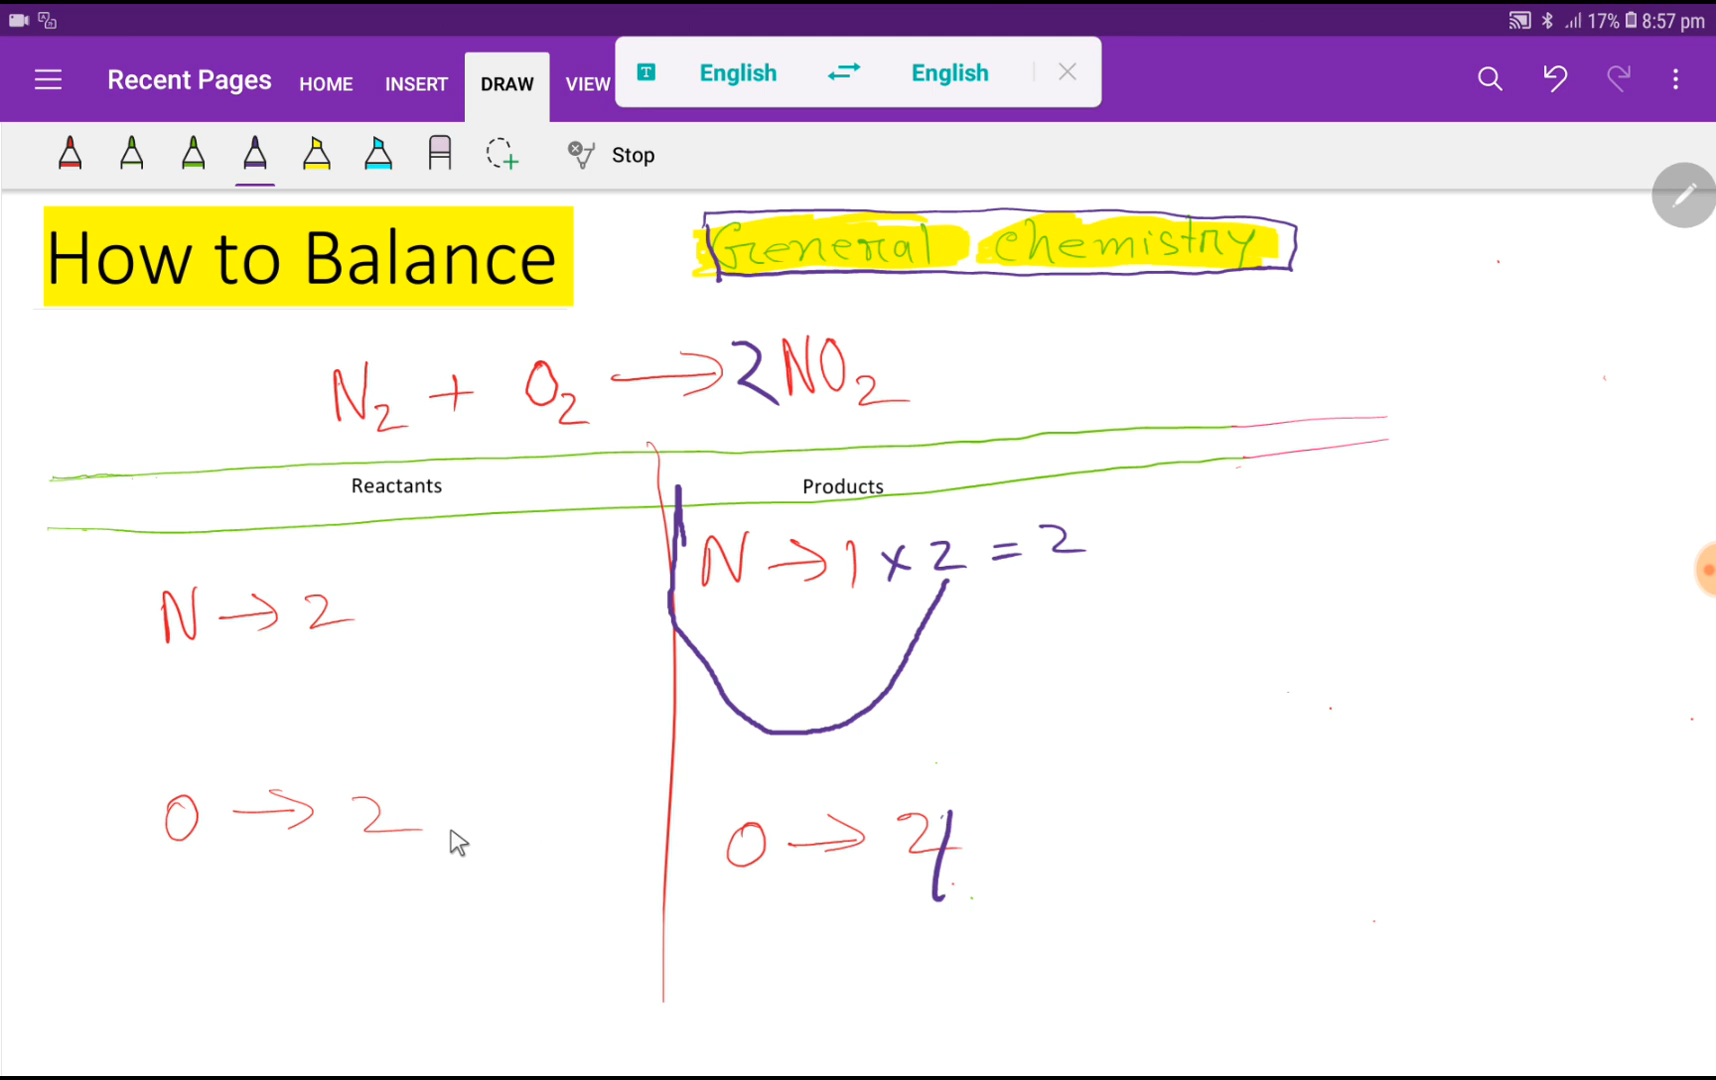 17% 8:57 pm
Recent Pages HOME INSERT DRAW VIEW English English
Stop
How to Balance
General chemistry
N₂ + O₂ → 2NO₂
Reactants Products
N → 1 × 2 = 2
N → 2
O → 2
O → 2